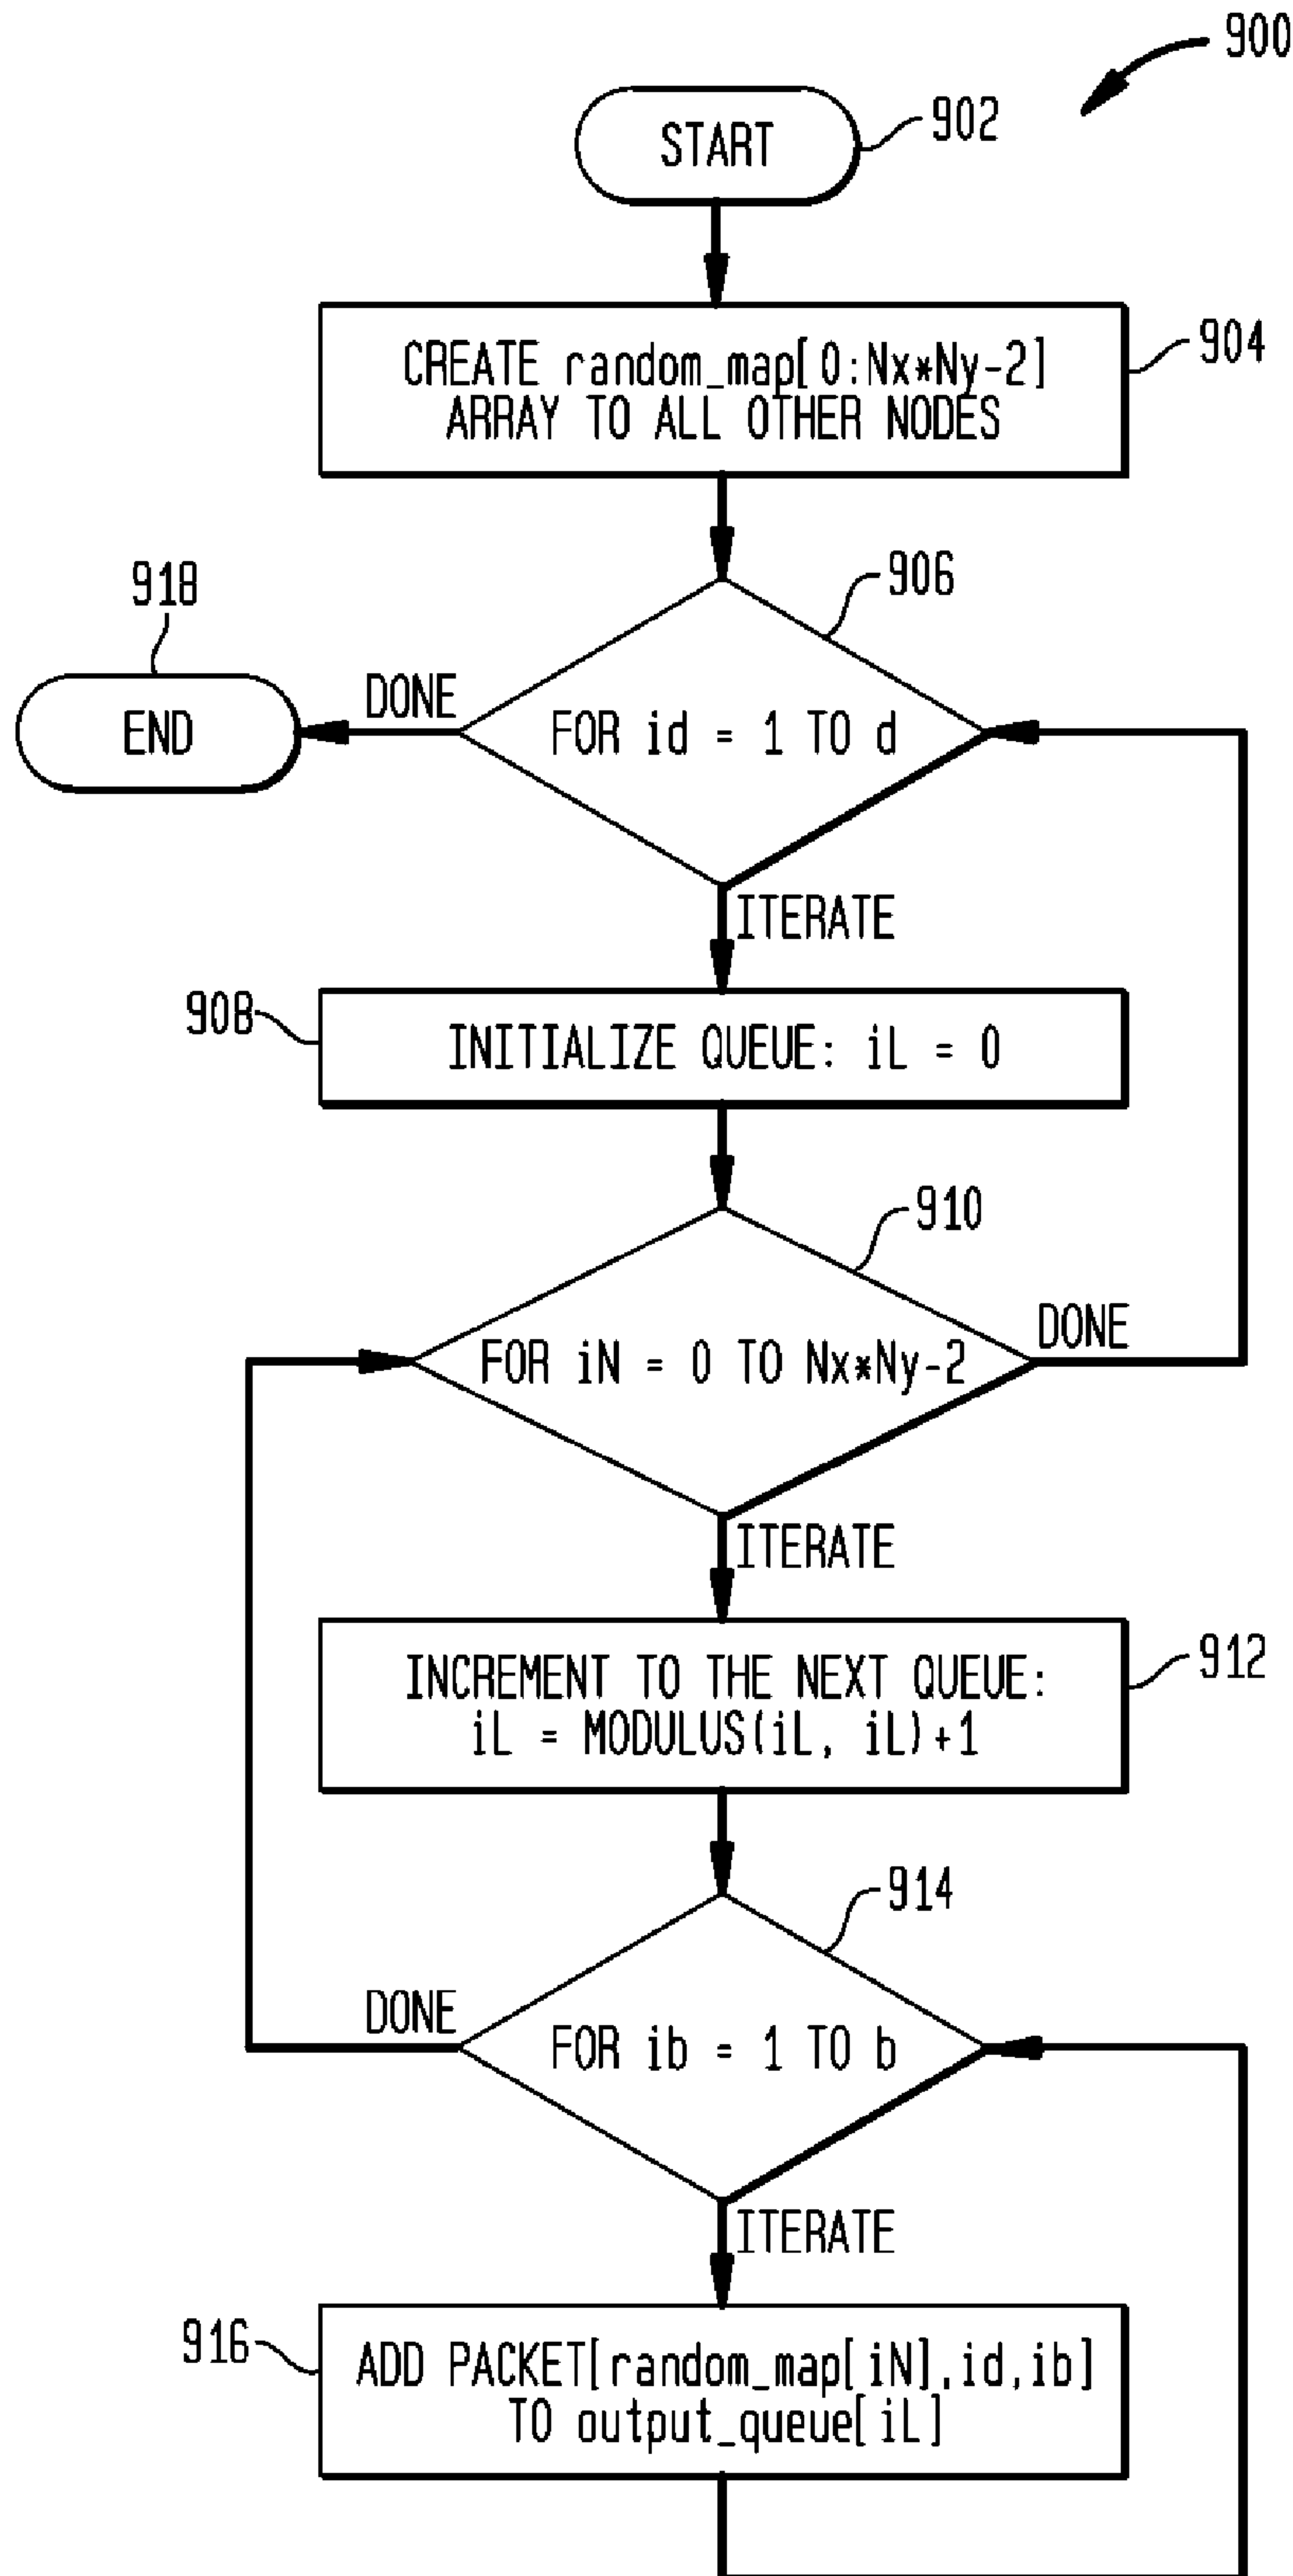 900
START
902
CREATE random_map[0:Nx*Ny-2]
ARRAY TO ALL OTHER NODES
904
906
918
END
DONE
FOR id = 1 TO d
ITERATE
908
INITIALIZE QUEUE: iL = 0
910
FOR iN = 0 TO Nx*Ny-2
DONE
ITERATE
INCREMENT TO THE NEXT QUEUE:
iL = MODULUS(iL, iL)+1
912
914
DONE
FOR ib = 1 TO b
ITERATE
916
ADD PACKET[random_map[iN],id,ib]
TO output_queue[iL]